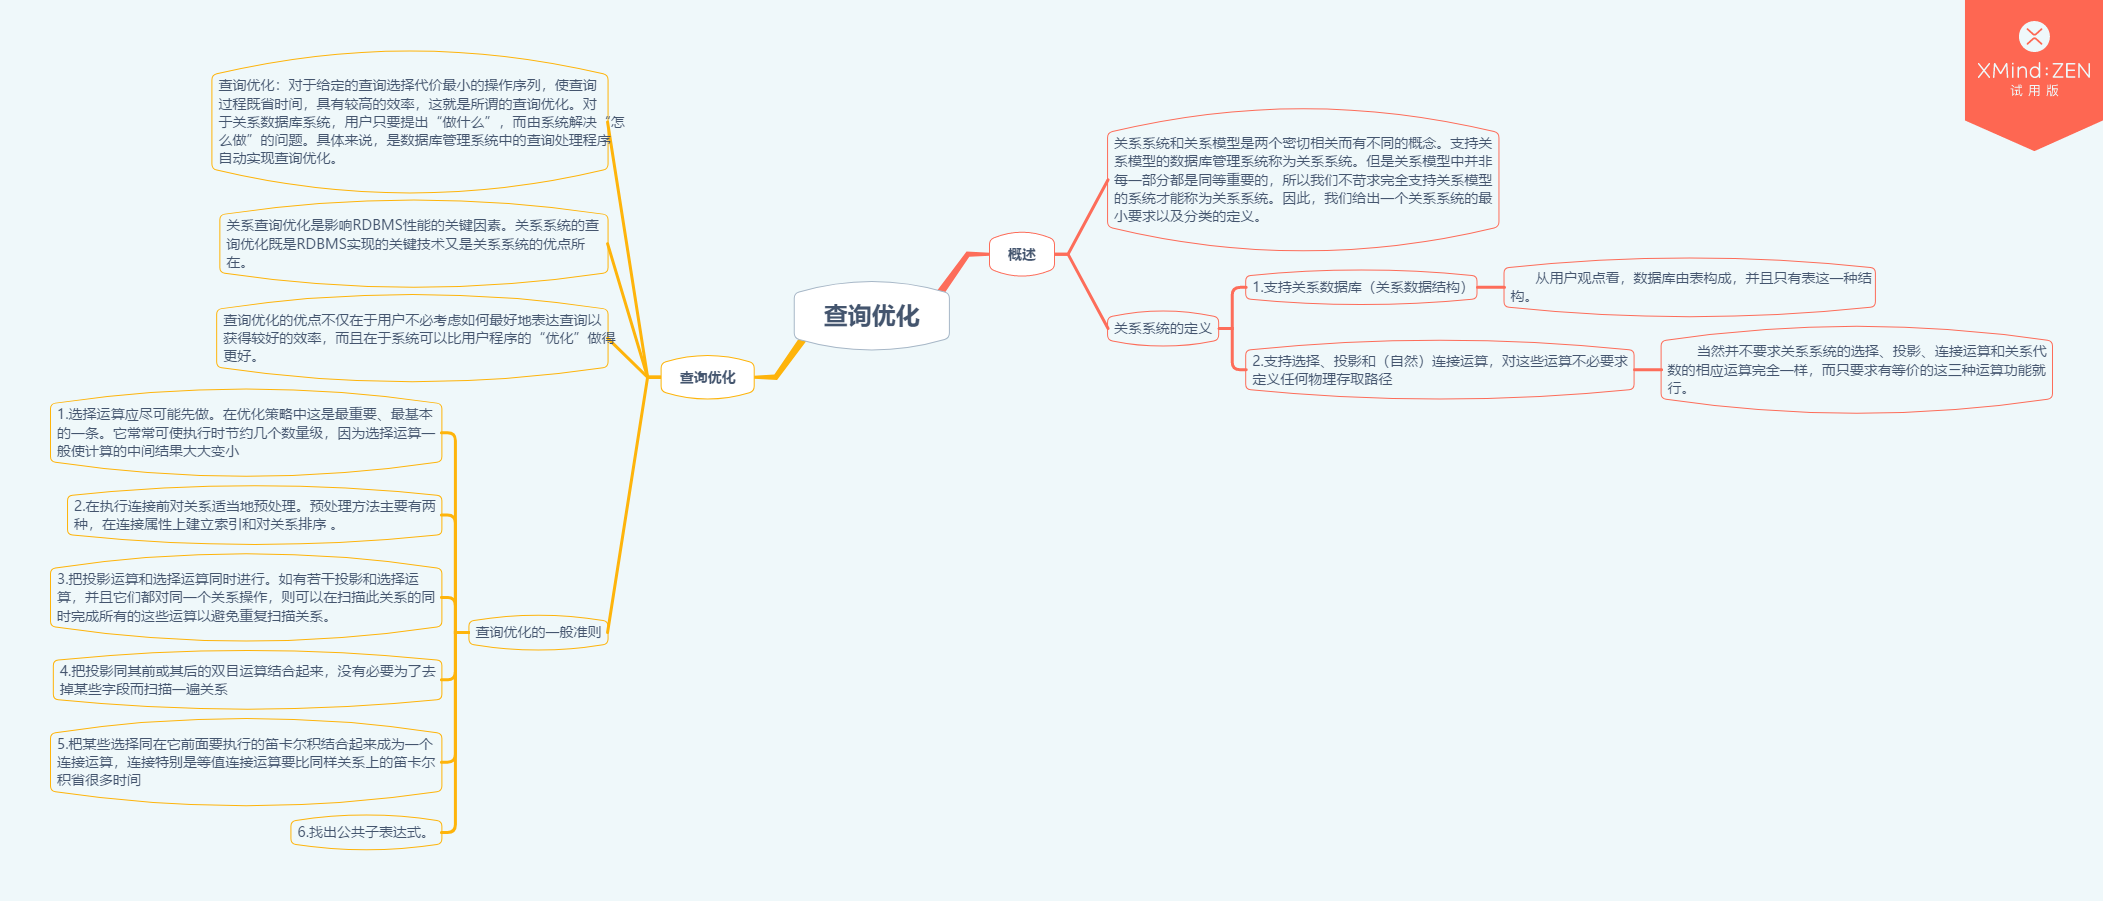 XMind:ZEN
试用版
查询优化
概述
关系系统和关系模型是两个密切相关而有不同的概念。支持关
系模型的数据库管理系统称为关系系统。但是关系模型中并非
每一部分都是同等重要的，所以我们不苛求完全支持关系模型
的系统才能称为关系系统。因此，我们给出一个关系系统的最
小要求以及分类的定义。
关系系统的定义
1.支持关系数据库（关系数据结构）
从用户观点看，数据库由表构成，并且只有表这一种结
构。
2.支持选择、投影和（自然）连接运算，对这些运算不必要求
定义任何物理存取路径
当然并不要求关系系统的选择、投影、连接运算和关系代
数的相应运算完全一样，而只要求有等价的这三种运算功能就
行。
查询优化
查询优化：对于给定的查询选择代价最小的操作序列，使查询
过程既省时间，具有较高的效率，这就是所谓的查询优化。对
于关系数据库系统，用户只要提出“做什么”，而由系统解决“怎
么做”的问题。具体来说，是数据库管理系统中的查询处理程序
自动实现查询优化。
关系查询优化是影响RDBMS性能的关键因素。关系系统的查
询优化既是RDBMS实现的关键技术又是关系系统的优点所
在。
查询优化的优点不仅在于用户不必考虑如何最好地表达查询以
获得较好的效率，而且在于系统可以比用户程序的“优化”做得
更好。
查询优化的一般准则
1.选择运算应尽可能先做。在优化策略中这是最重要、最基本
的一条。它常常可使执行时节约几个数量级，因为选择运算一
般使计算的中间结果大大变小
2.在执行连接前对关系适当地预处理。预处理方法主要有两
种，在连接属性上建立索引和对关系排序 。
3.把投影运算和选择运算同时进行。如有若干投影和选择运
算，并且它们都对同一个关系操作，则可以在扫描此关系的同
时完成所有的这些运算以避免重复扫描关系。
4.把投影同其前或其后的双目运算结合起来，没有必要为了去
掉某些字段而扫描一遍关系
5.杷某些选择同在它前面要执行的笛卡尔积结合起来成为一个
连接运算，连接特别是等值连接运算要比同样关系上的笛卡尔
积省很多时间
6.找出公共子表达式。